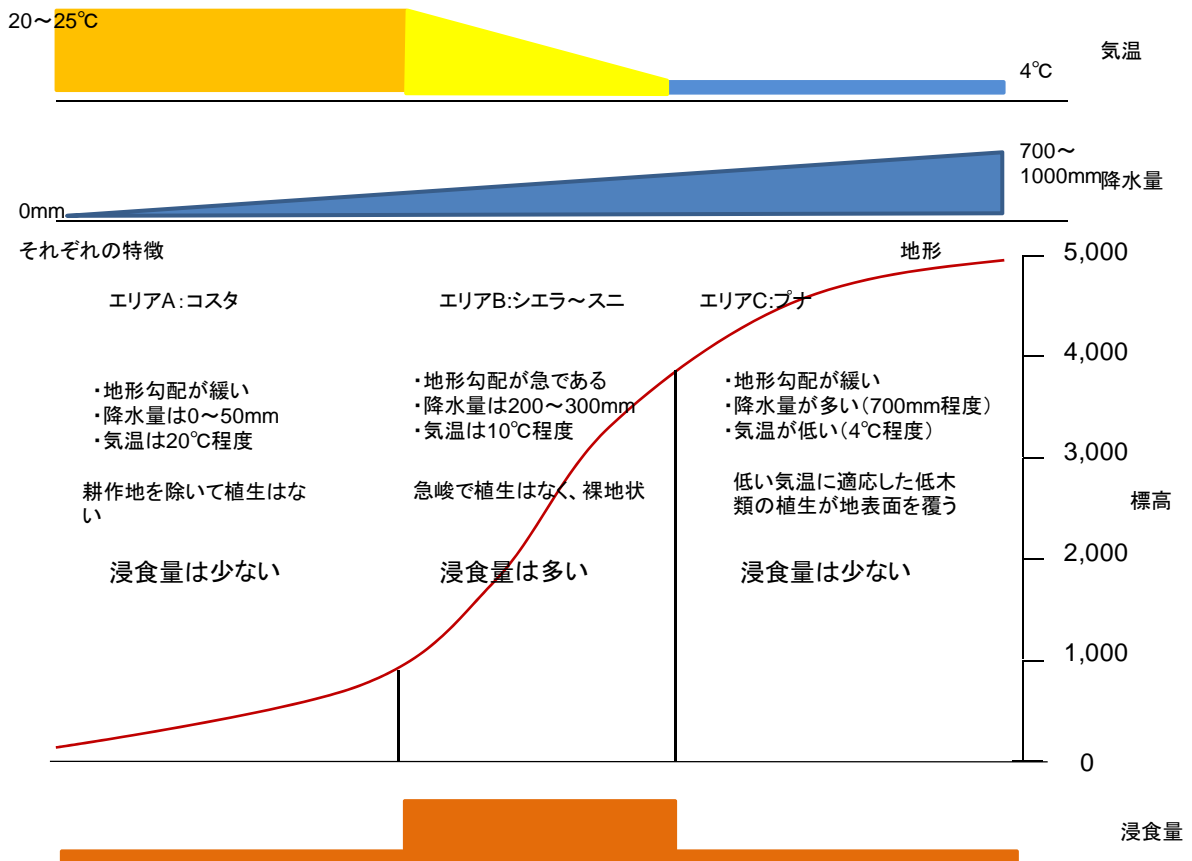 20～25℃
気温
4℃
700～
1000mm
降水量
0mm
それぞれの特徴
地形
5,000
エリアA:コスタ
エリアB:シエラ～スニ
エリアC:プナ
4,000
・地形勾配が緩い
・降水量は0～50mm
・気温は20℃程度
・地形勾配が急である
・降水量は200～300mm
・気温は10℃程度
・地形勾配が緩い
・降水量が多い（700mm程度）
・気温が低い（4℃程度）
3,000
耕作地を除いて植生はな
い
急峻で植生はなく、裸地状
低い気温に適応した低木
類の植生が地表面を覆う
標高
2,000
浸食量は少ない
浸食量は多い
浸食量は少ない
1,000
0
浸食量